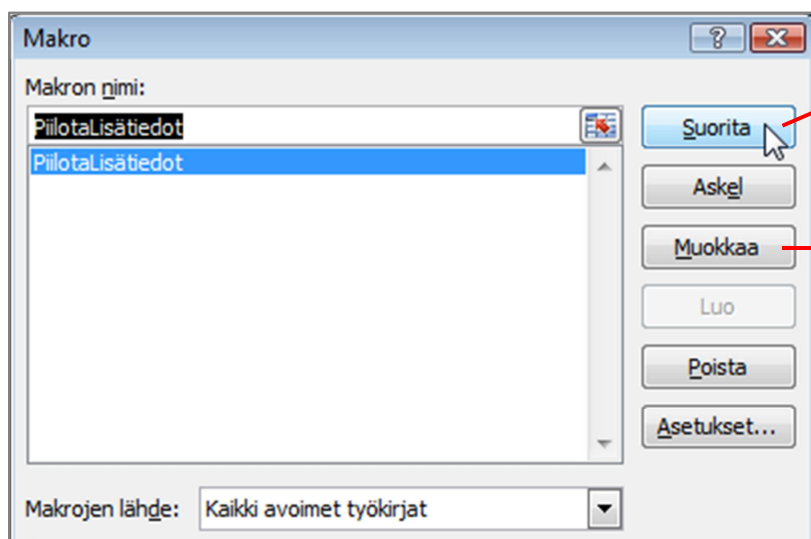 Makro
Makron nimi:
PiilotaLisätiedot
PiilotaLisätiedot
Suorita
Askel
Muokkaa
Luo
Poista
Asetukset...
Makrojen lähde: Kaikki avoimet työkirjat